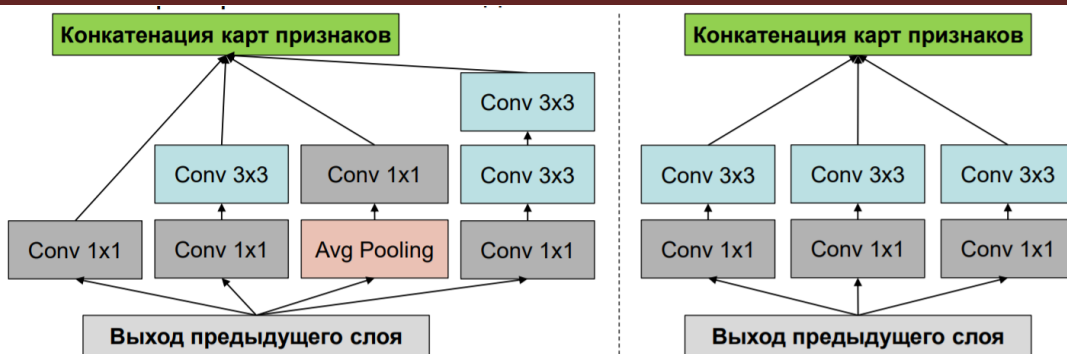 Конкатенация карт признаков
Conv 3x3
Conv 3x3
Conv 1x1
Conv 3x3
Conv 1x1
Conv 1x1
Avg Pooling
Conv 1x1
Выход предыдущего слоя
Конкатенация карт признаков
Conv 3x3
Conv 3x3
Conv 3x3
Conv 1x1
Conv 1x1
Conv 1x1
Выход предыдущего слоя